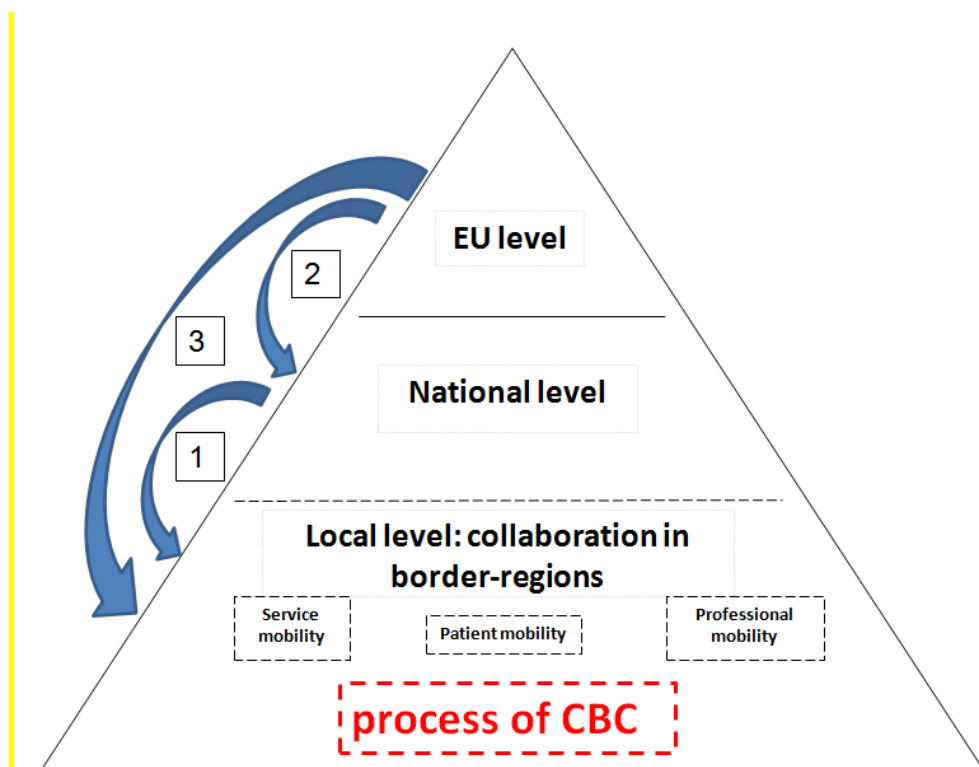 EU level
2
3
National level
1
Local level: collaboration in
border-regions
Service
mobility
Patient mobility
Professional
mobility
process of CBC